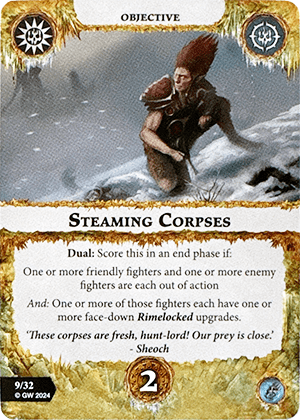 OBJECTIVE
STEAMING CORPSES
Dual: Score this in an end phase if:
One or more friendly fighters and one or more enemy
fighters are each out of action
And: One or more of those fighters each have one or
more face-down Rimelocked upgrades.
'These corpses are fresh, hunt-lord! Our prey is close.'
- Sheoch
9/32
© GW 2024
2